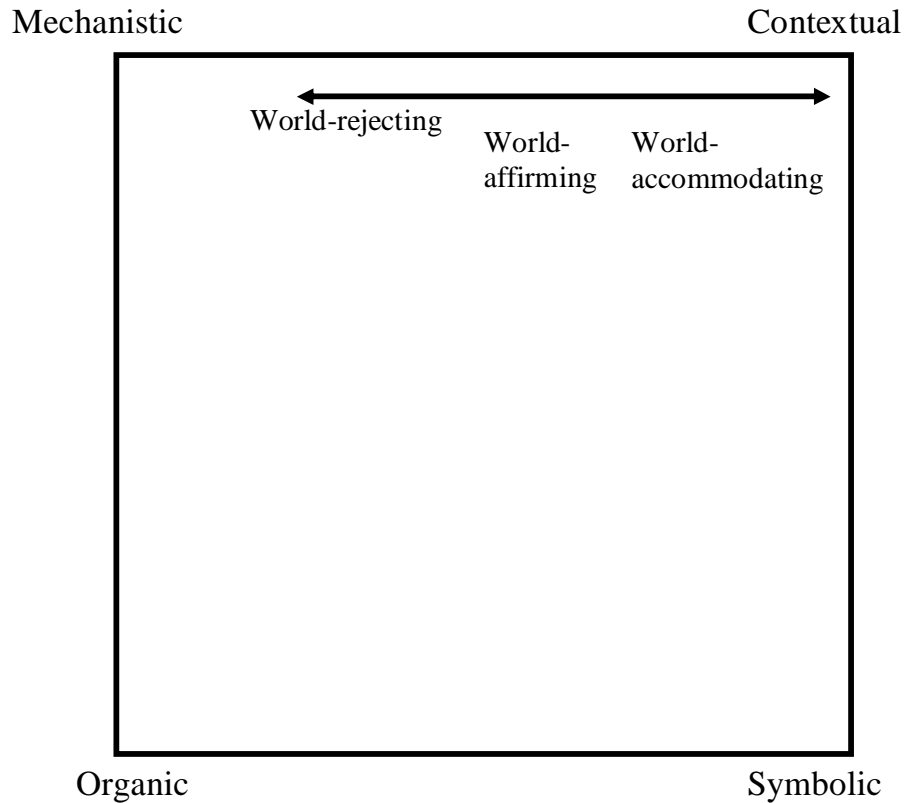 Mechanistic
Contextual
World-rejecting
World-
affirming
World-
accommodating
Organic
Symbolic